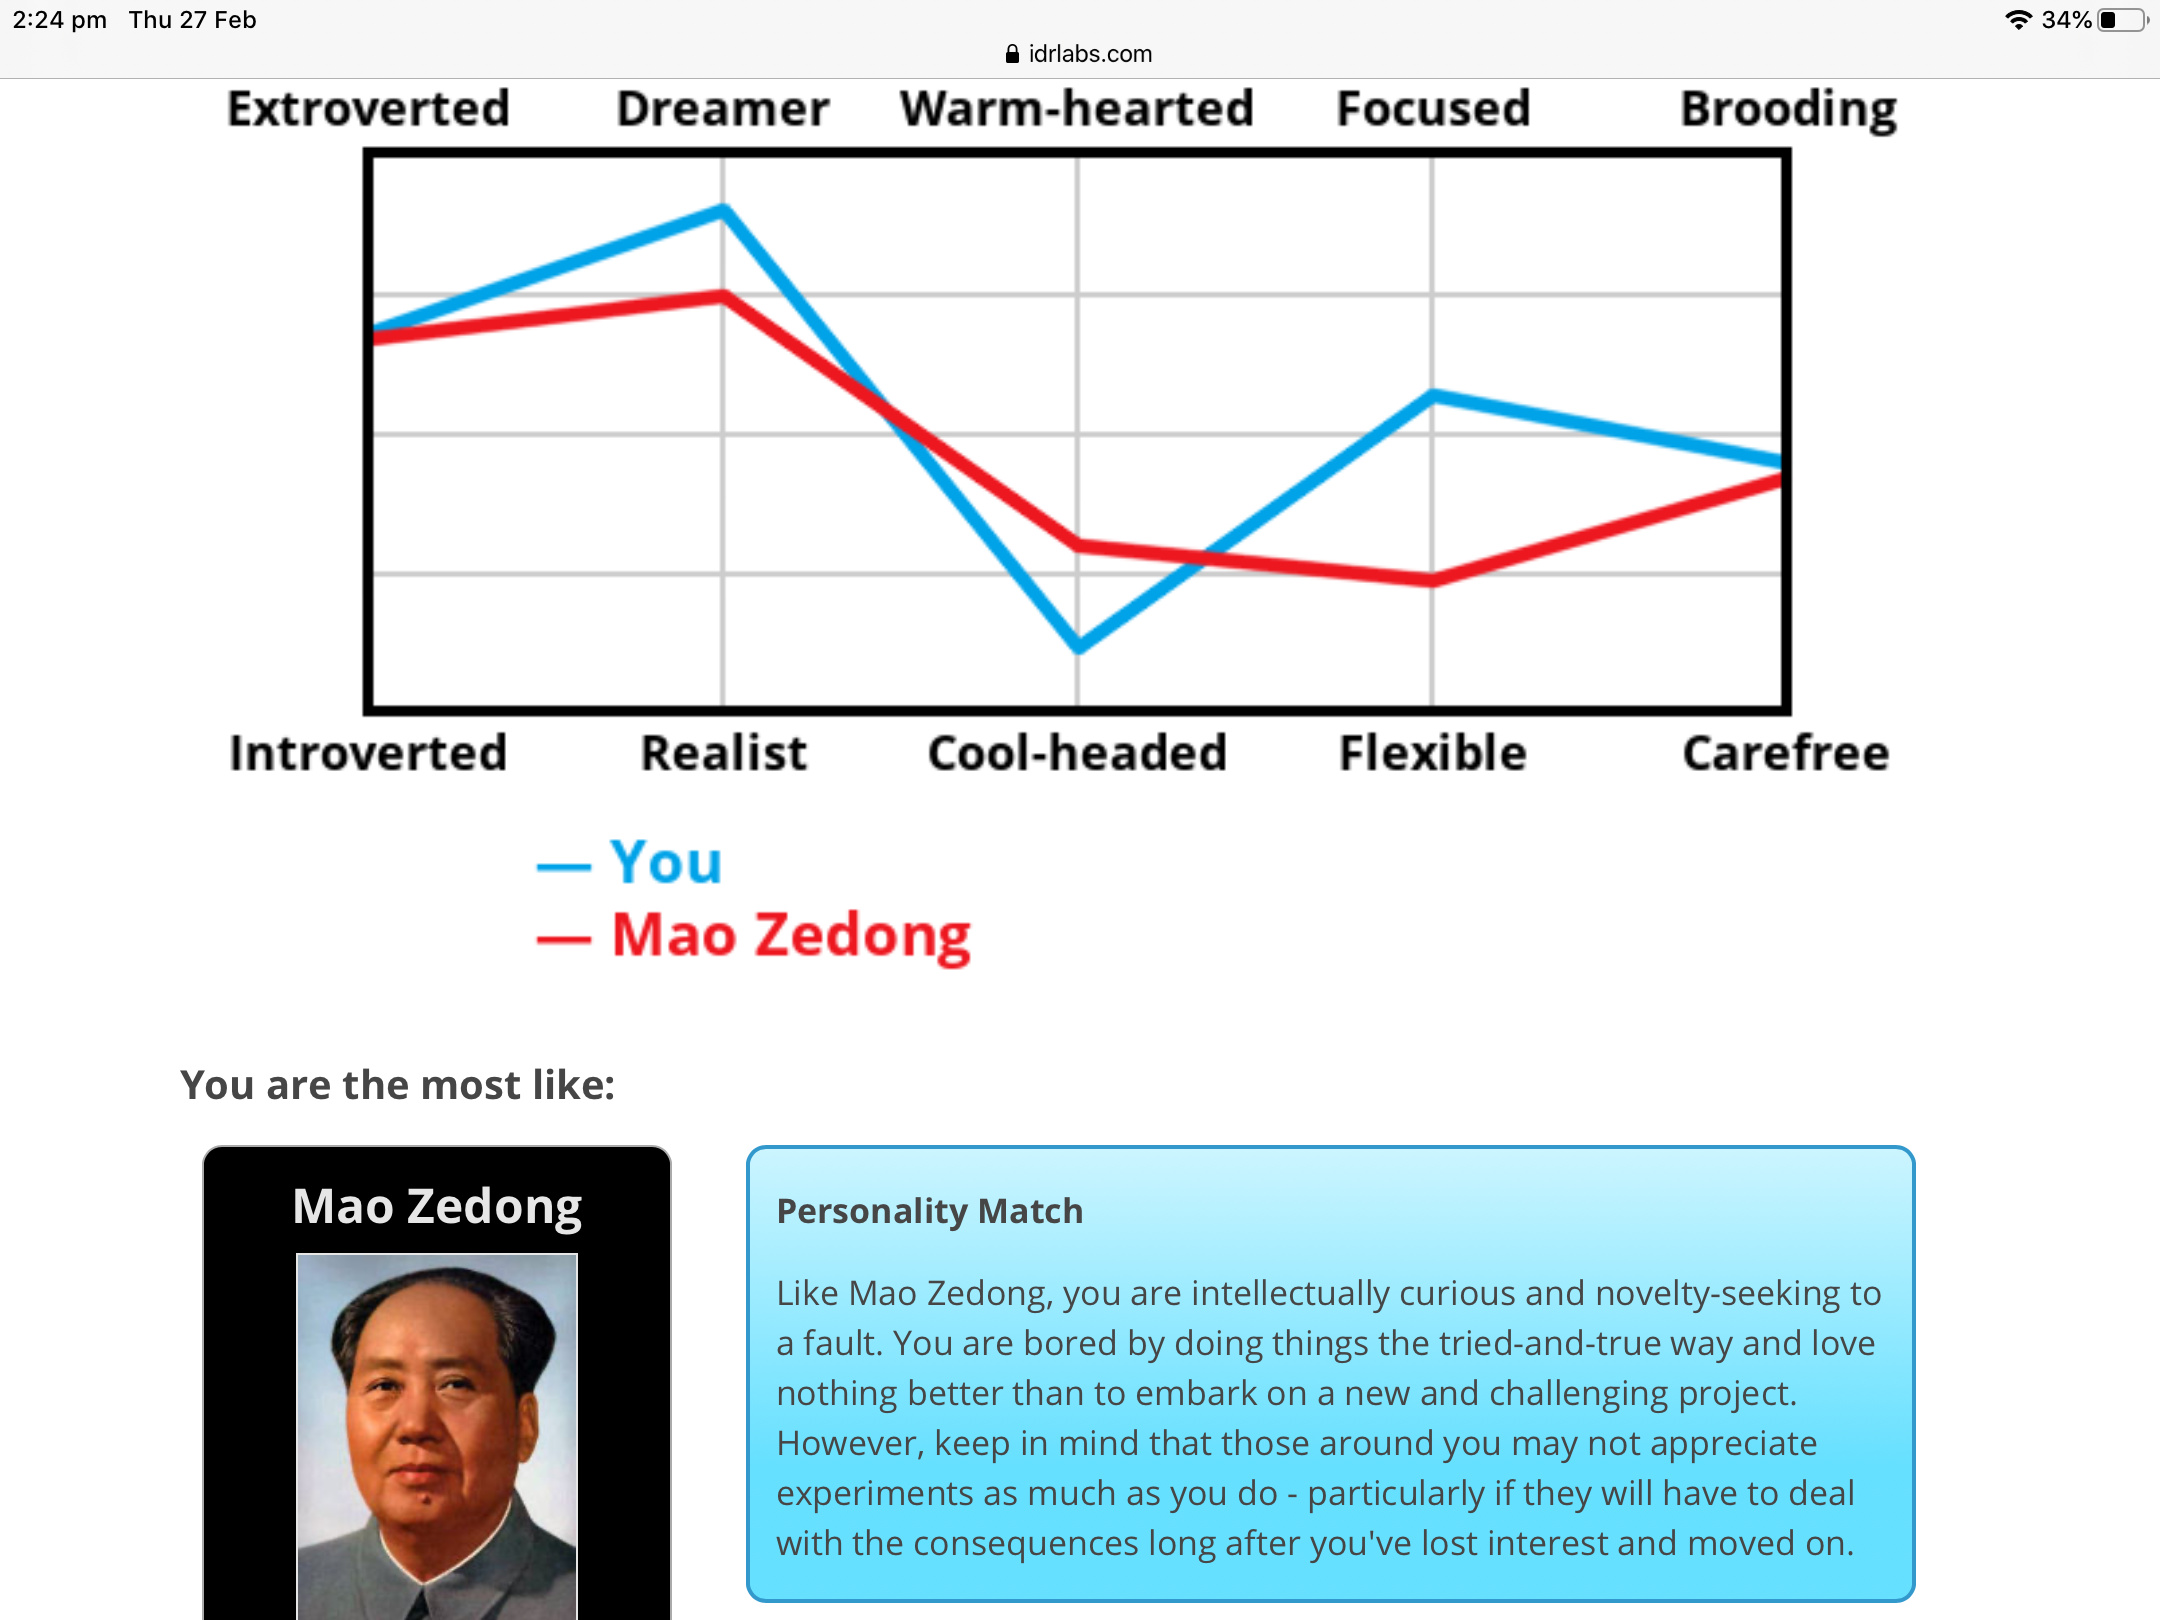 2:24 pm Thu 27 Feb 34%
idrlabs.com
Extroverted Dreamer Warm-hearted Focused Brooding
Introverted Realist Cool-headed Flexible Carefree
— You
— Mao Zedong
You are the most like:
Mao Zedong
Personality Match
Like Mao Zedong, you are intellectually curious and novelty-seeking to
a fault. You are bored by doing things the tried-and-true way and love
nothing better than to embark on a new and challenging project.
However, keep in mind that those around you may not appreciate
experiments as much as you do - particularly if they will have to deal
with the consequences long after you've lost interest and moved on.